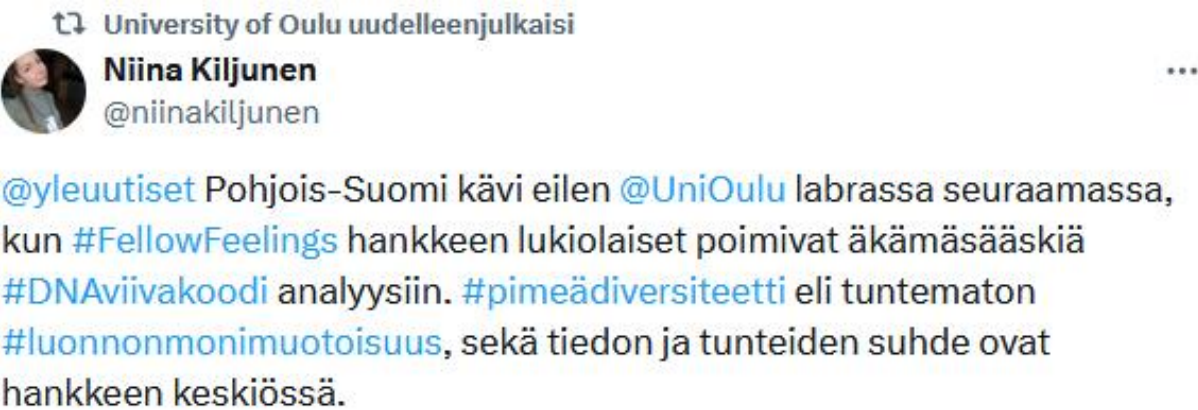 University of Oulu uudelleenjulkaisi
Niina Kiljunen
@niinakiljunen
@yleuutiset Pohjois-Suomi kävi eilen @UniOulu labrassa seuraamassa,
kun #FellowFeelings hankkeen lukiolaiset poimivat äkämäsääskiä
#DNAviivakoodi analyysiin. #pimeädiversiteetti eli tuntematon
#luonnonmonimuotoisuus, sekä tiedon ja tunteiden suhde ovat
hankkeen keskiössä.